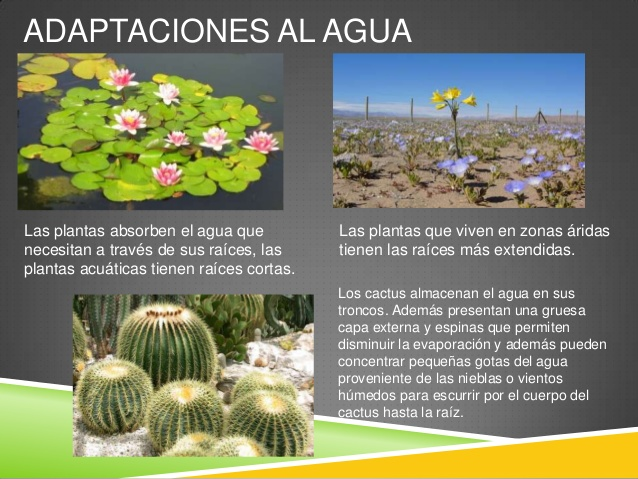 ADAPTACIONES AL AGUA
Las plantas absorben el agua que
necesitan a través de sus raíces, las
plantas acuáticas tienen raíces cortas.
Las plantas que viven en zonas áridas
tienen las raíces más extendidas.
Los cactus almacenan el agua en sus
troncos. Además presentan una gruesa
capa externa y espinas que permiten
disminuir la evaporación y además pueden
concentrar pequeñas gotas del agua
proveniente de las nieblas o vientos
húmedos para escurrir por el cuerpo del
cactus hasta la raíz.